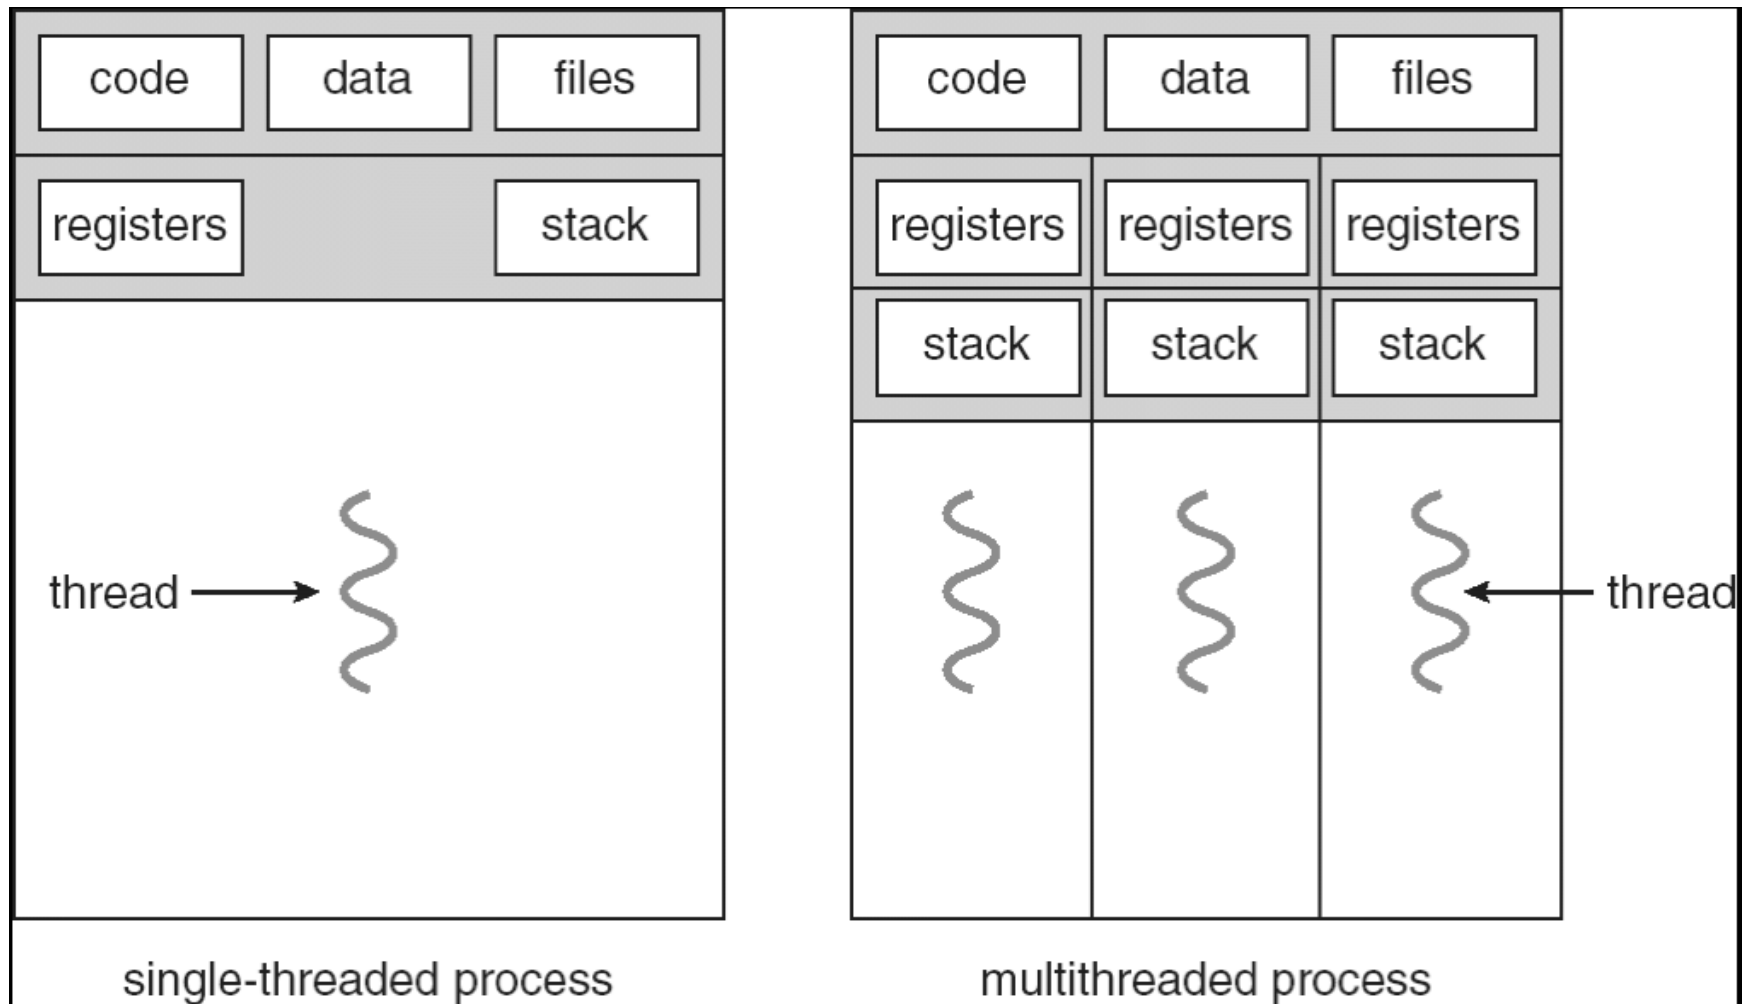 code data files
registers stack
thread
single-threaded process
code data files
registers registers registers
stack stack stack
thread
multithreaded process